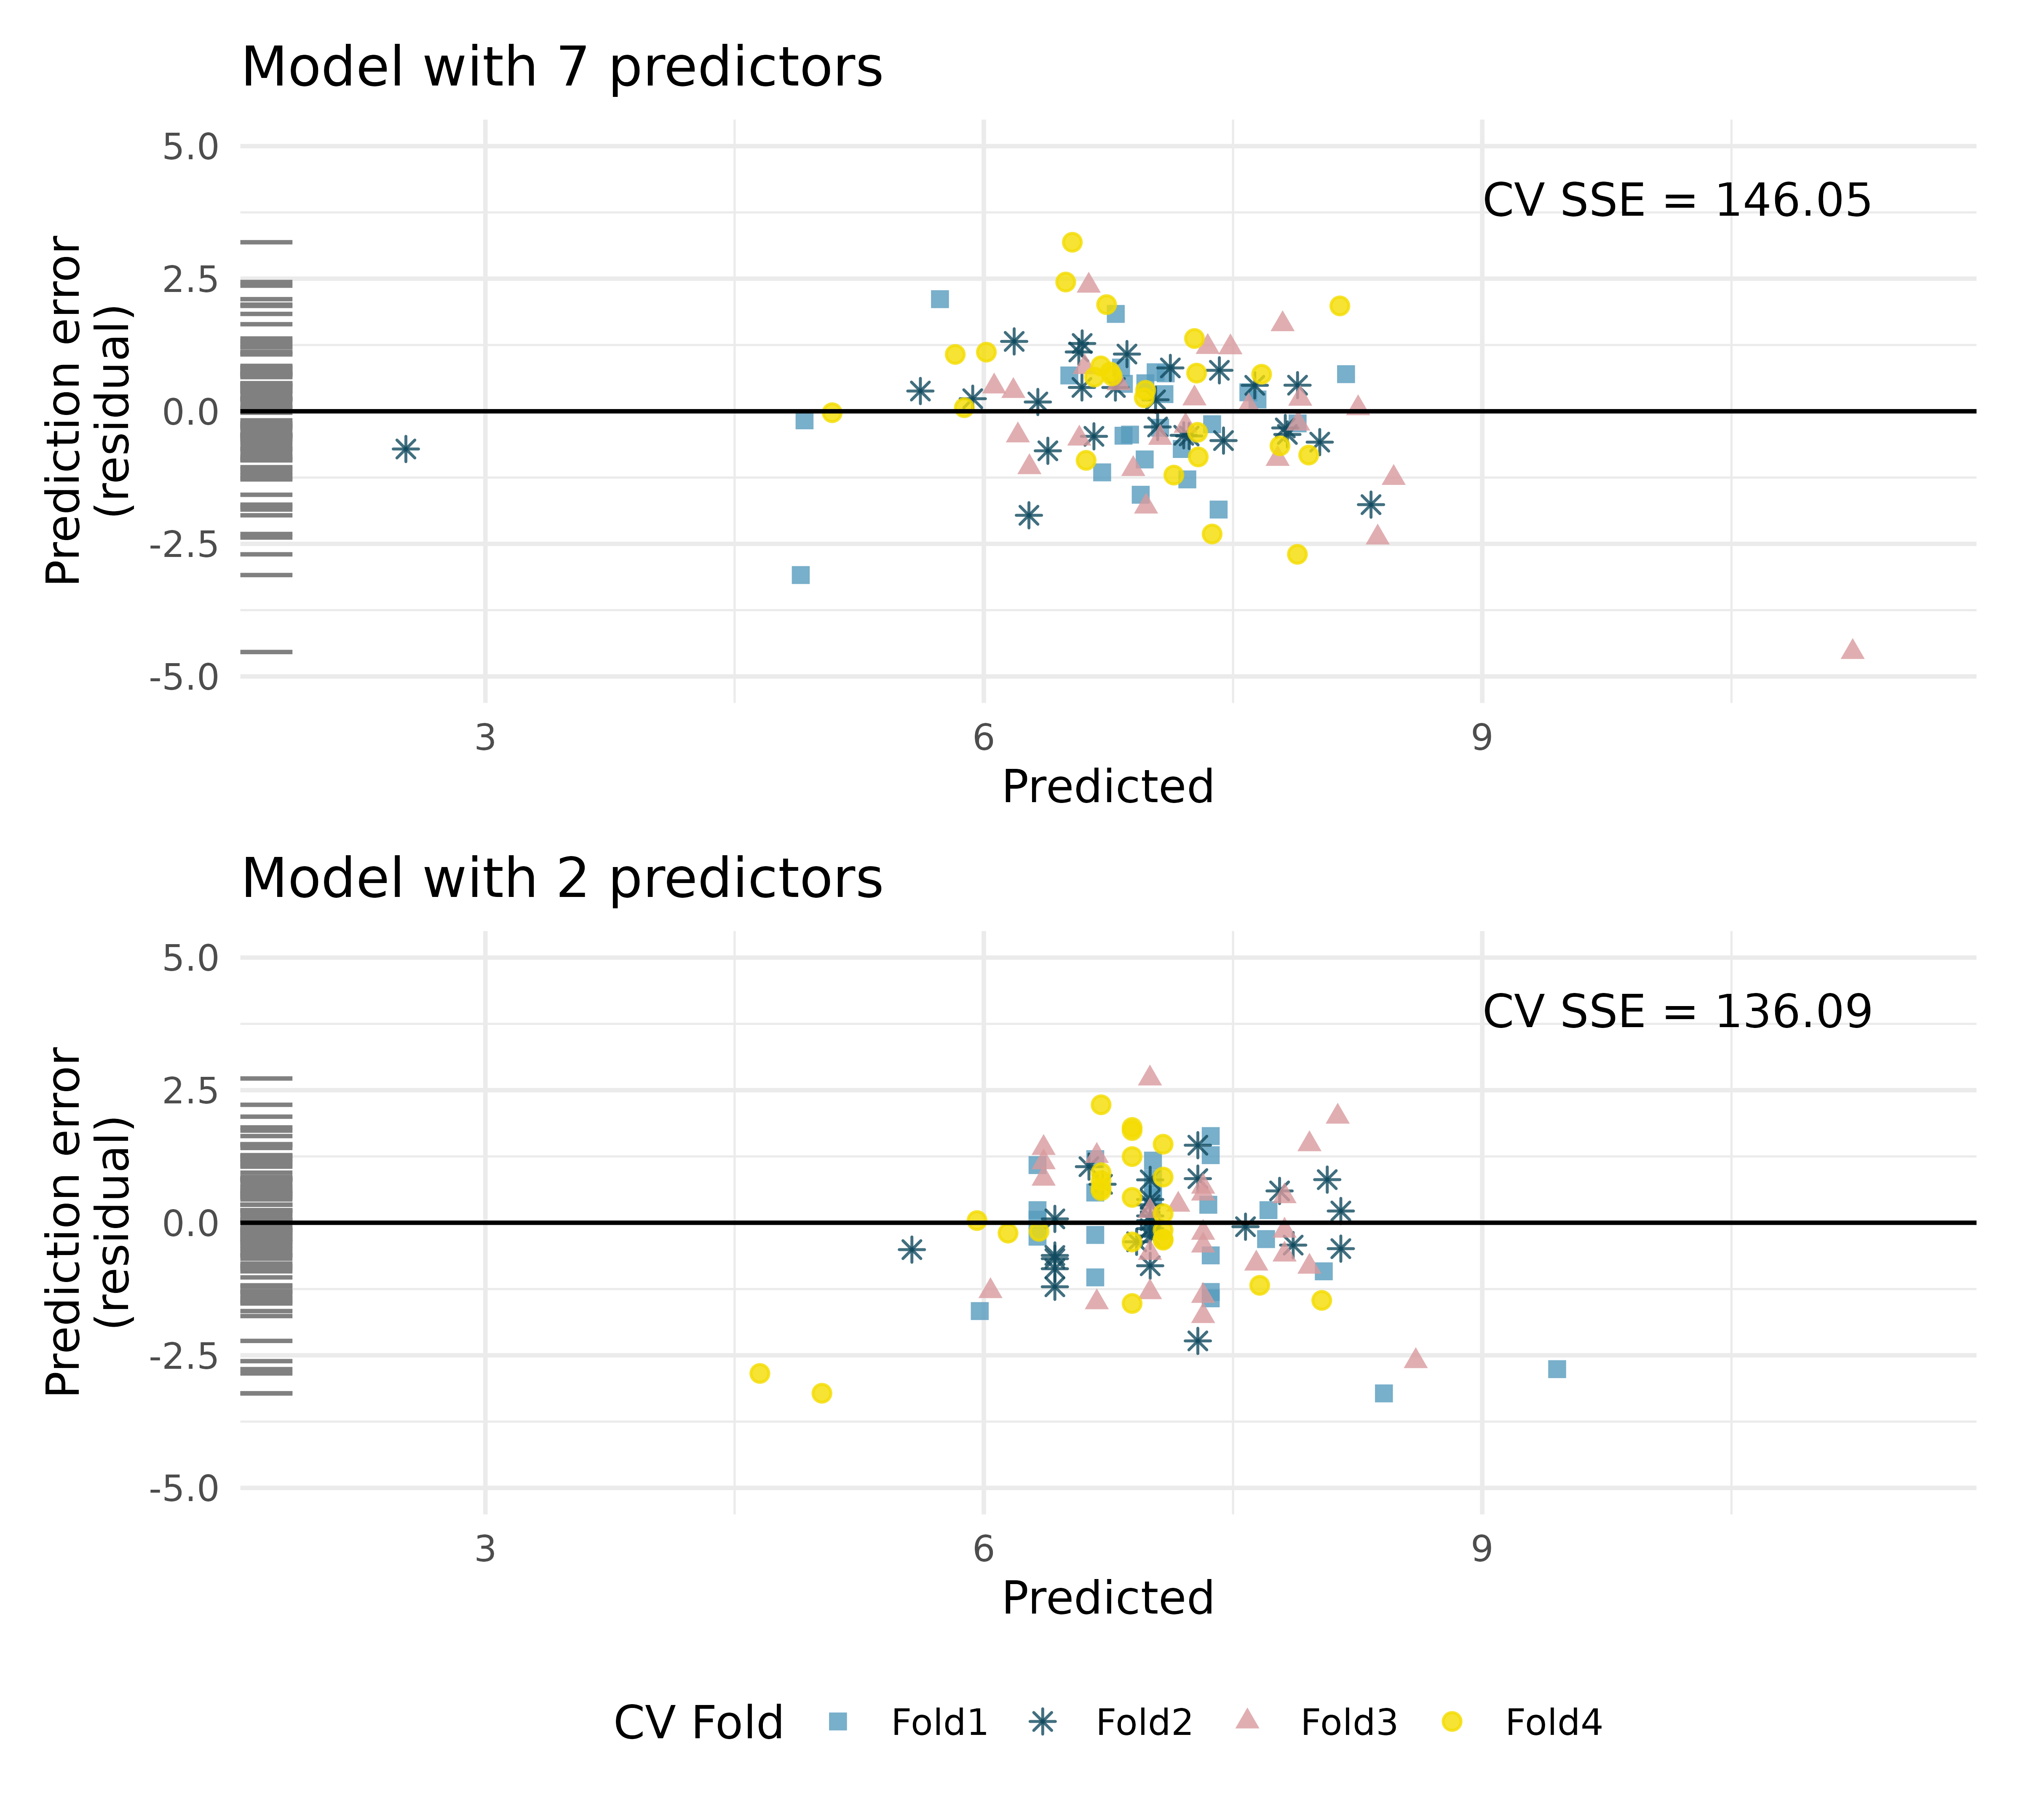 Model with 7 predictors
5.0
2.5
0.0
-2.5
-5.0
Prediction error
(residual)
CV SSE = 146.05
3 6 9
Predicted
Model with 2 predictors
5.0
2.5
0.0
-2.5
-5.0
Prediction error
(residual)
CV SSE = 136.09
3 6 9
Predicted
CV Fold Fold1 Fold2 Fold3 Fold4